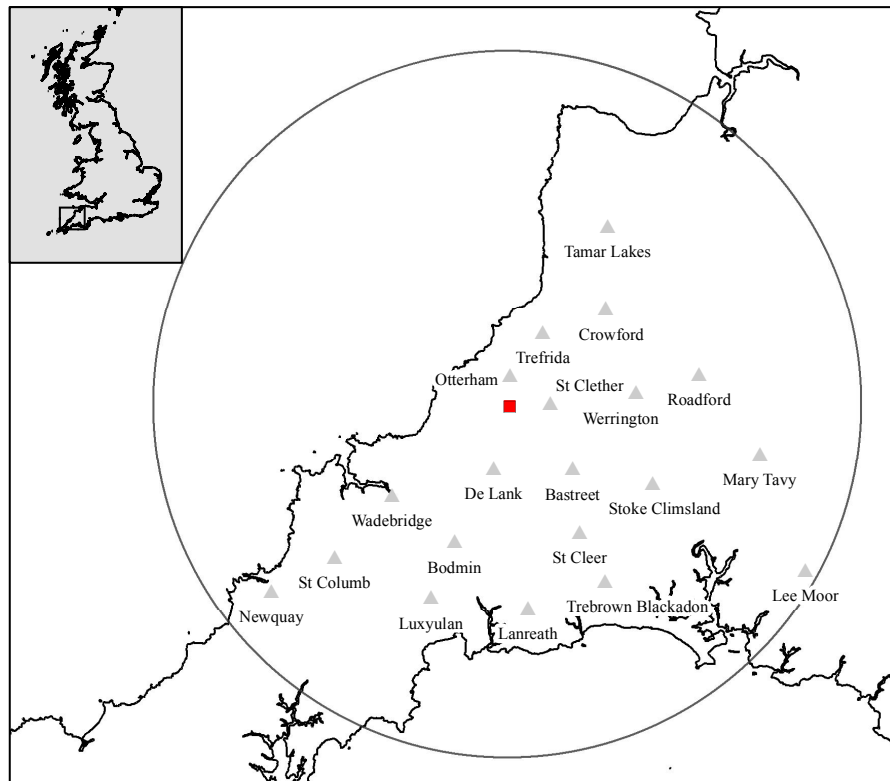 Tamar Lakes
Crowford
Trefrida
Otterham
St Clether
Roadford
Werrington
Mary Tavy
De Lank
Bastreet
Stoke Climsland
Wadebridge
Bodmin
St Cleer
St Columb
Lee Moor
Trebrown Blackadon
Newquay
Luxyulan
Lanreath